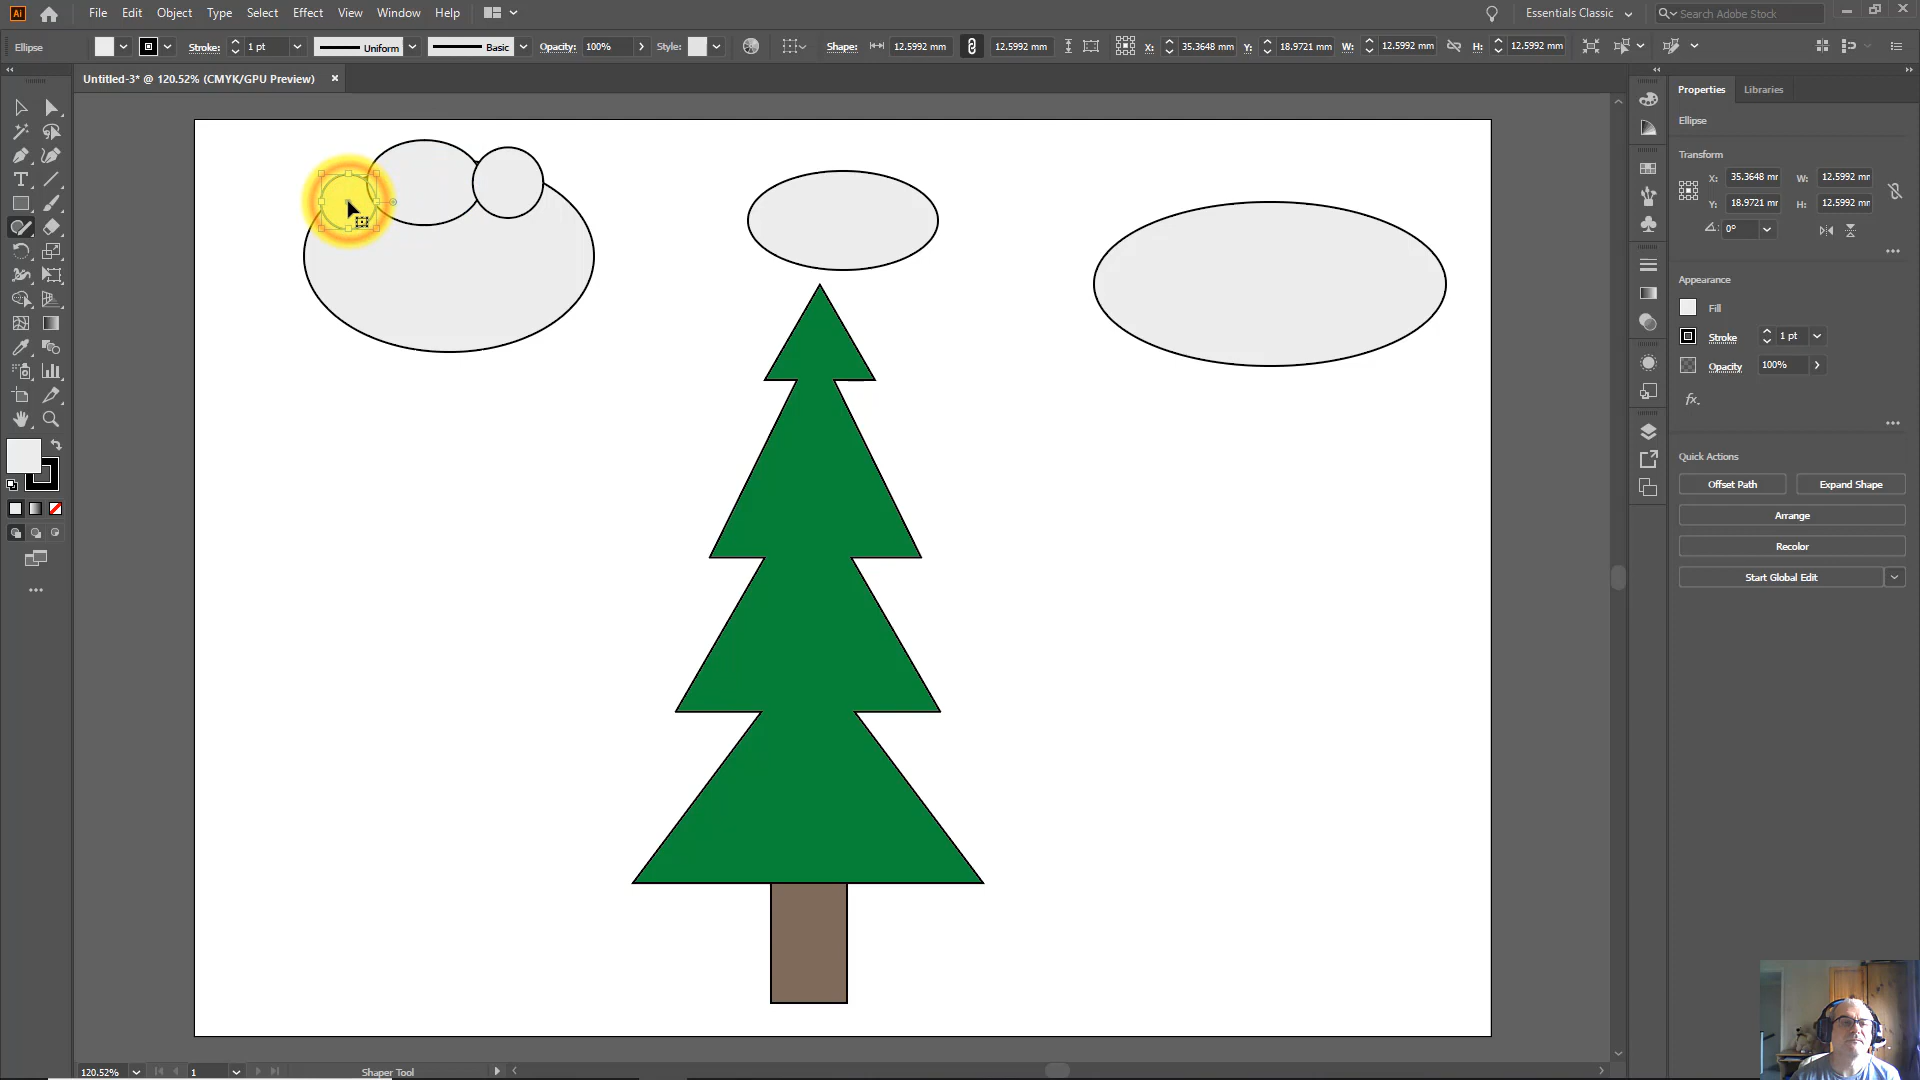 Ai File Edit Object Type Select Effect View Window Help Essentials Classic Search Adobe Stock
Ellipse Stroke: 1 pt Uniform Basic Opacity: 100% Style: Shape: 12.5992 mm 12.5992 mm X: 35.3648 mm Y: 18.9721 mm W: 12.5992 mm H: 12.5992 mm
Untitled-3* @ 120.52% (CMYK/GPU Preview)
Properties Libraries
Ellipse
Transform
X: 35.3648 mr W: 12.5992 mr
Y: 18.9721 mr H: 12.5992 mr
0°
Appearance
Fill
Stroke 1 pt
Opacity 100%
fx.
Quick Actions
Offset Path Expand Shape
Arrange
Recolor
Start Global Edit
120.52% 1 Shaper Tool